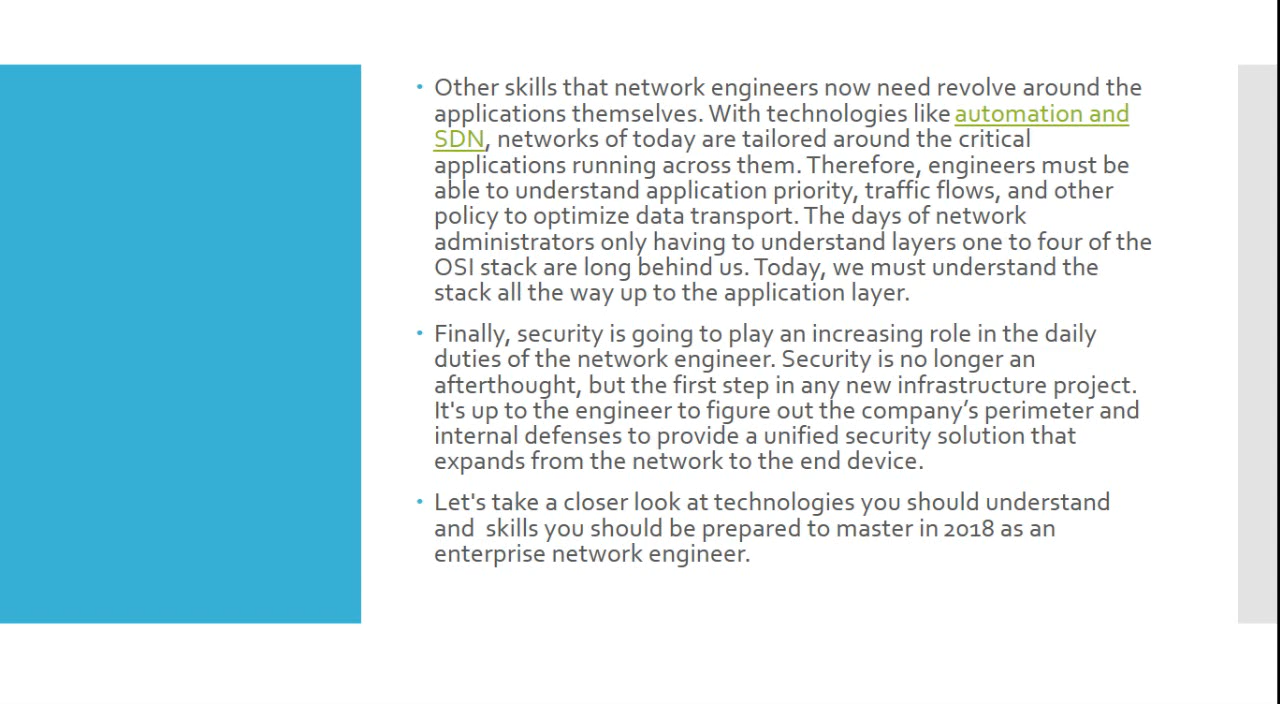 • Other skills that network engineers now need revolve around the
applications themselves. With technologies like automation and
SDN, networks of today are tailored around the critical
applications running across them. Therefore, engineers must be
able to understand application priority, traffic flows, and other
policy to optimize data transport. The days of network
administrators only having to understand layers one to four of the
OSI stack are long behind us. Today, we must understand the
stack all the way up to the application layer.
• Finally, security is going to play an increasing role in the daily
duties of the network engineer. Security is no longer an
afterthought, but the first step in any new infrastructure project.
It's up to the engineer to figure out the company’s perimeter and
internal defenses to provide a unified security solution that
expands from the network to the end device.
• Let's take a closer look at technologies you should understand
and  skills you should be prepared to master in 2018 as an
enterprise network engineer.